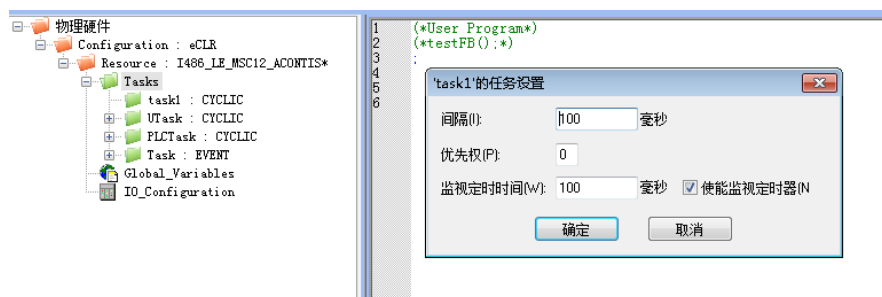 物理硬件
Configuration : eCLR
Resource : I486_LE_MSC12_ACONTIS*
Tasks
task1 : CYCLIC
UTask : CYCLIC
PLCTask : CYCLIC
Task : EVENT
Global_Variables
IO_Configuration
1 (*User Program*)
2 (*testFB();*)
3 ;
4
5
6
'task1'的任务设置
间隔(I): 100 毫秒
优先权(P): 0
监视定时时间(W): 100 毫秒 使能监视定时器(N
确定 取消